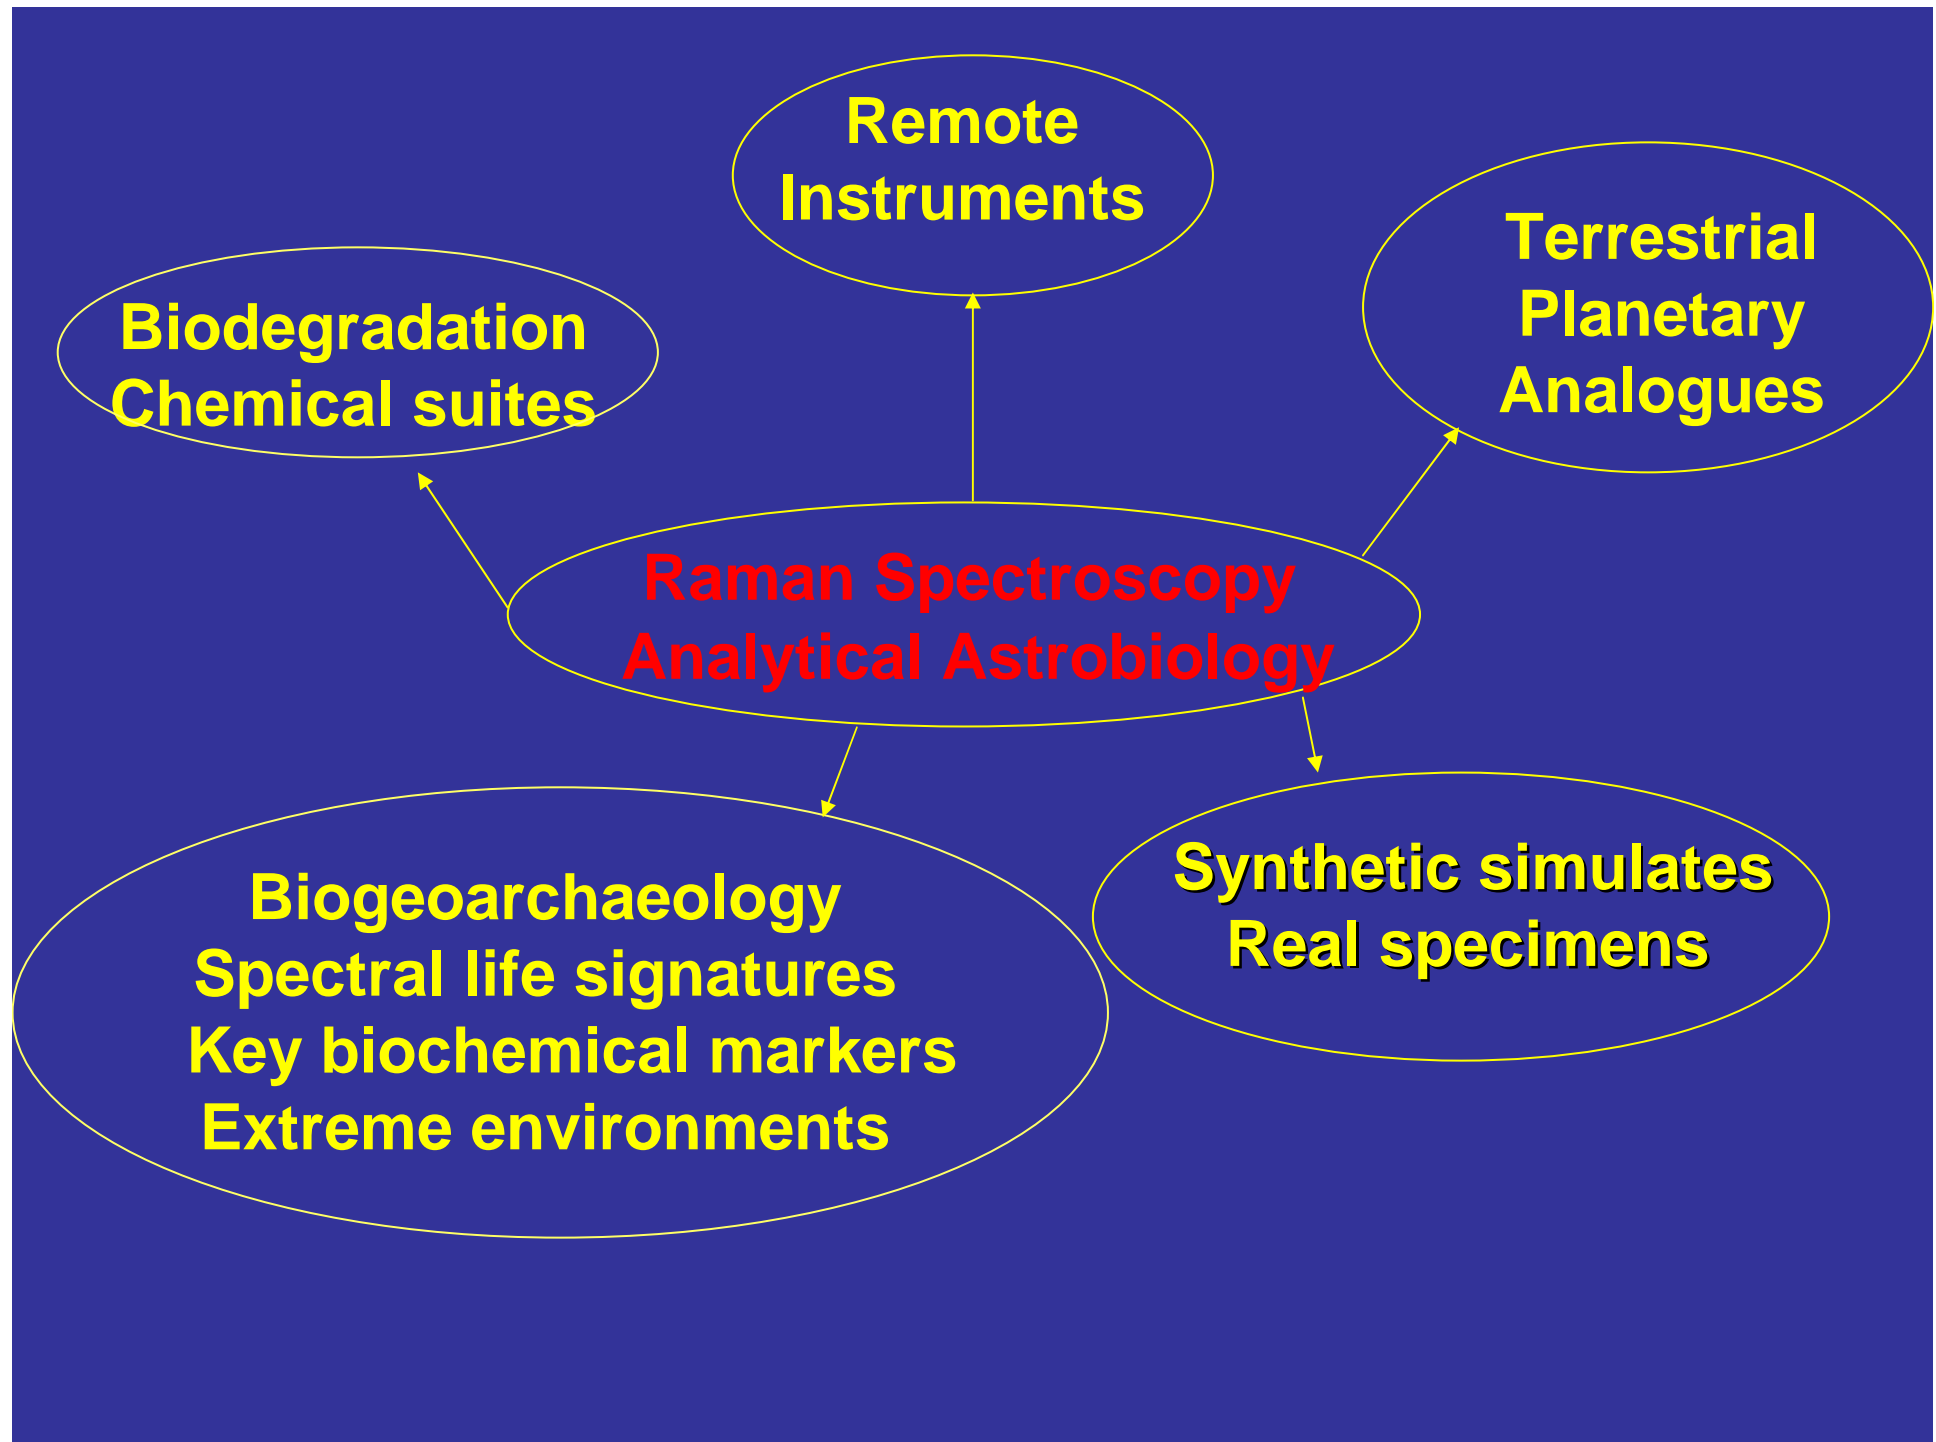 Remote
Instruments
Terrestrial
Planetary
Analogues
Biodegradation
Chemical suites
Raman Spectroscopy
Analytical Astrobiology
Synthetic simulates
Real specimens
Biogeoarchaeology
Spectral life signatures
Key biochemical markers
Extreme environments